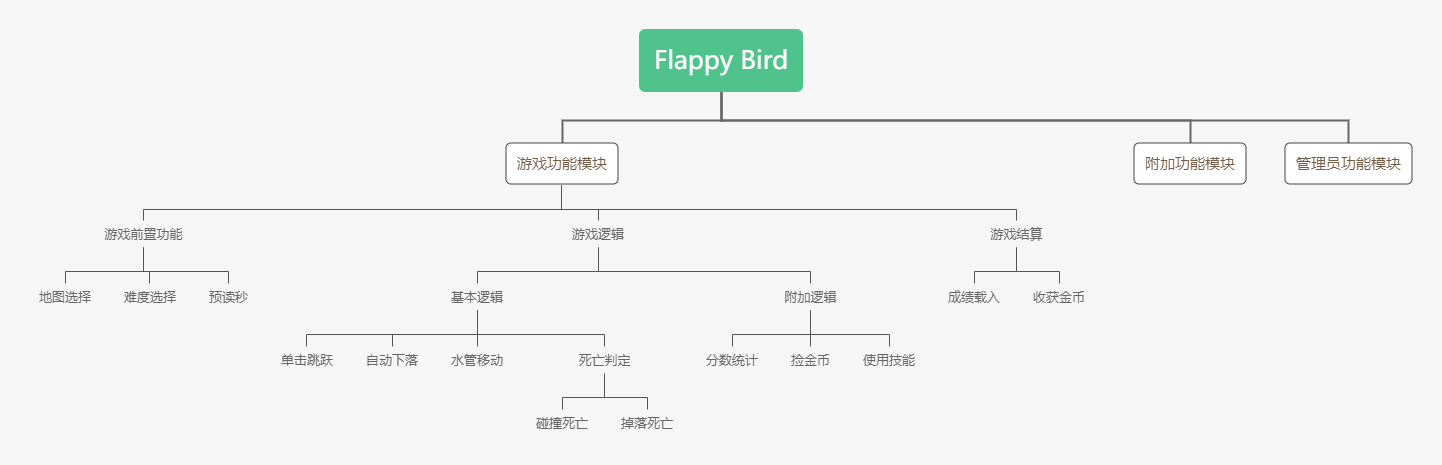 Flappy Bird
游戏功能模块
附加功能模块
管理员功能模块
游戏前置功能
游戏逻辑
游戏结算
地图选择
难度选择
预读秒
基本逻辑
附加逻辑
成绩载入
收获金币
单击跳跃
自动下落
水管移动
死亡判定
分数统计
捡金币
使用技能
碰撞死亡
掉落死亡